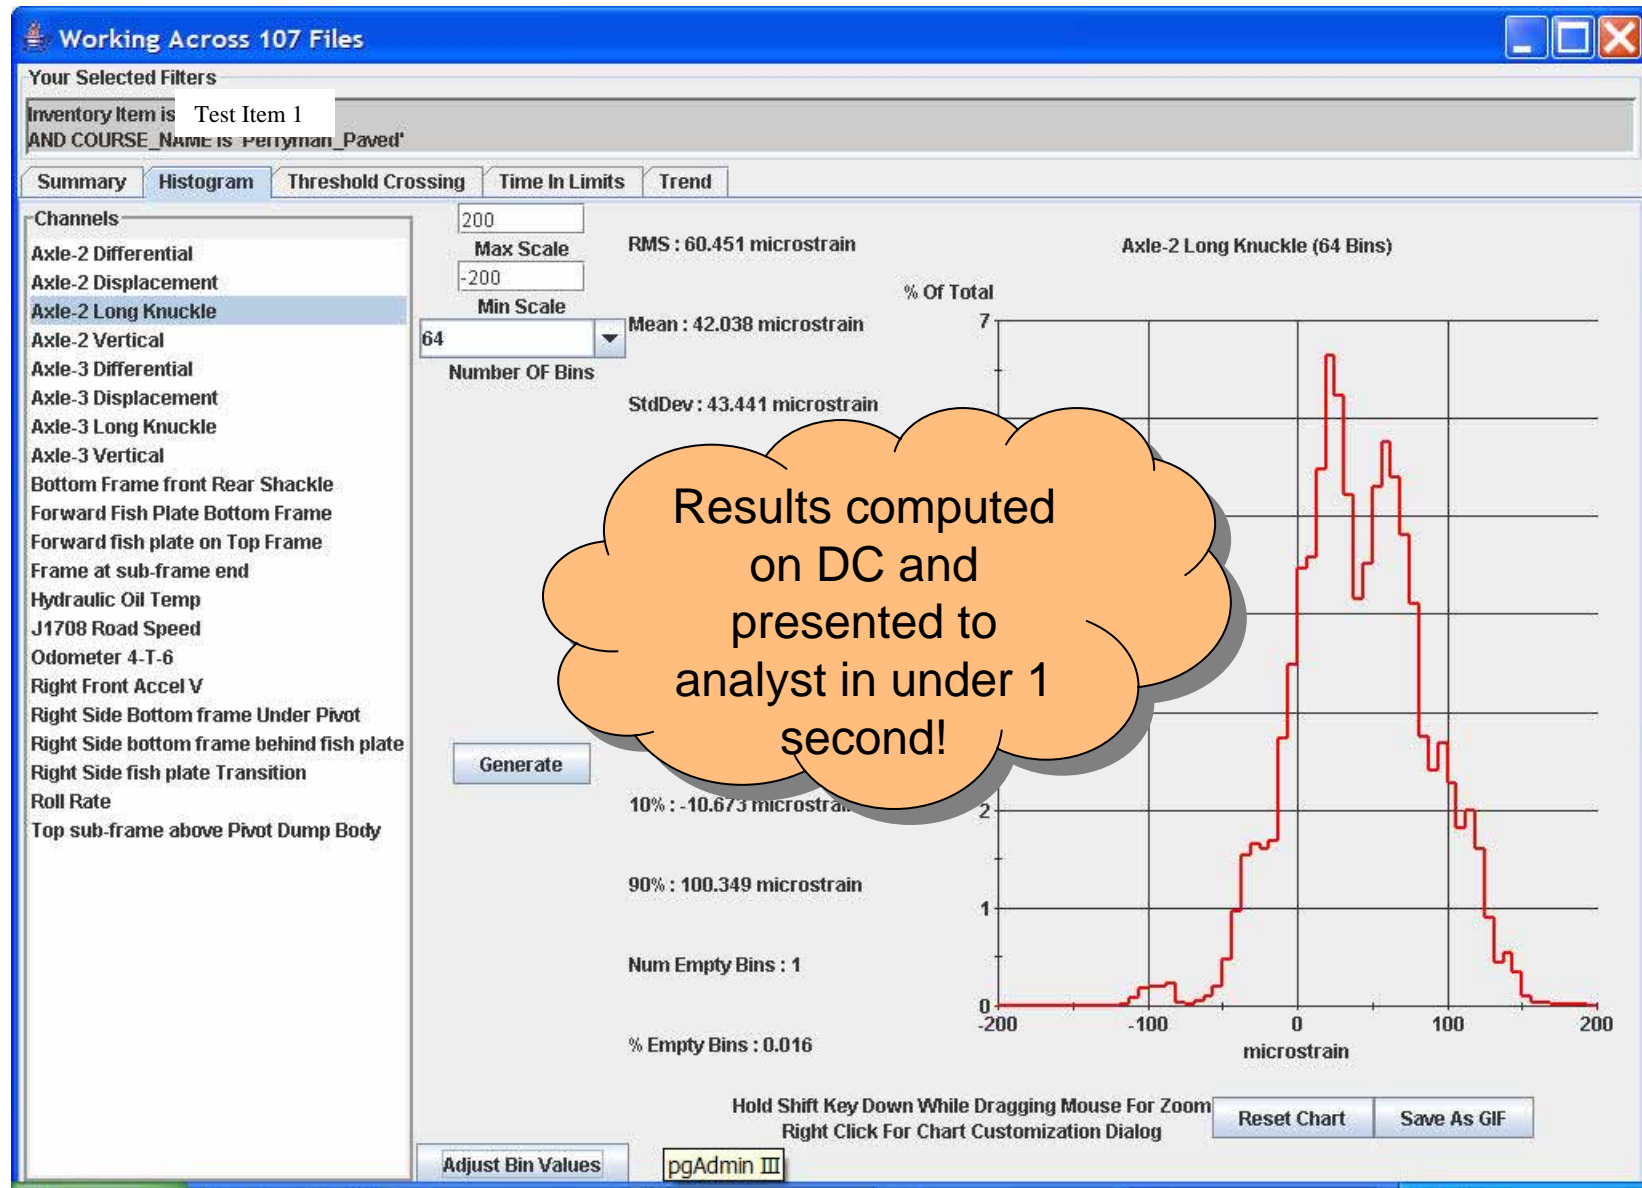 Working Across 107 Files
Your Selected Filters
Inventory Item is Test Item 1
AND COURSE_NAME is 'Perryman_Paved'
Summary Histogram Threshold Crossing Time In Limits Trend
Channels
Axle-2 Differential
Axle-2 Displacement
Axle-2 Long Knuckle
Axle-2 Vertical
Axle-3 Differential
Axle-3 Displacement
Axle-3 Long Knuckle
Axle-3 Vertical
Bottom Frame front Rear Shackle
Forward Fish Plate Bottom Frame
Forward fish plate on Top Frame
Frame at sub-frame end
Hydraulic Oil Temp
J1708 Road Speed
Odometer 4-T-6
Right Front Accel V
Right Side Bottom frame Under Pivot
Right Side bottom frame behind fish plate
Right Side fish plate Transition
Roll Rate
Top sub-frame above Pivot Dump Body
200
Max Scale
-200
Min Scale
64
Number OF Bins
Generate
Adjust Bin Values
RMS : 60.451 microstrain
Mean : 42.038 microstrain
StdDev : 43.441 microstrain
Results computed
on DC and
presented to
analyst in under 1
second!
10% : -10.673 microstrain
90% : 100.349 microstrain
Num Empty Bins : 1
% Empty Bins : 0.016
Axle-2 Long Knuckle (64 Bins)
% Of Total
7
2
1
0
-200 -100 0 100 200
microstrain
Hold Shift Key Down While Dragging Mouse For Zoom
Right Click For Chart Customization Dialog
Reset Chart Save As GIF
pgAdmin III